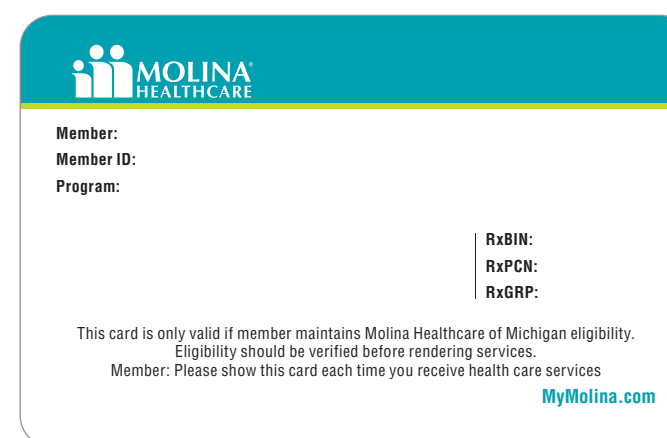 MOLINA®
HEALTHCARE
Member:
Member ID:
Program:
RxBIN:
RxPCN:
RxGRP:
This card is only valid if member maintains Molina Healthcare of Michigan eligibility.
Eligibility should be verified before rendering services.
Member: Please show this card each time you receive health care services
MyMolina.com